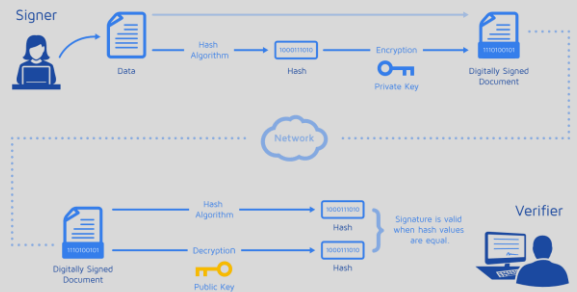 Signer
Data
Hash
Algorithm
1000111010
Hash
Encryption
Private Key
1110100101
Digitally Signed
Document
Network
1110100101
Digitally Signed
Document
Hash
Algorithm
1000111010
Hash
Decryption
Public Key
1000111010
Hash
Signature is valid
when hash values
are equal.
Verifier